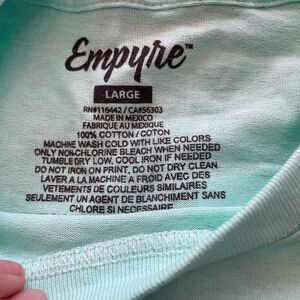 Empyre™
LARGE
RN#116442 / CA#56303
MADE IN MEXICO
FABRIQUE AU MEXIQUE
100% COTTON / COTON
MACHINE WASH COLD WITH LIKE COLORS
ONLY NONCHLORINE BLEACH WHEN NEEDED
TUMBLE DRY LOW, COOL IRON IF NEEDED
DO NOT IRON ON PRINT, DO NOT DRY CLEAN
LAVER A LA MACHINE A FROID AVEC DES
VETEMENTS DE COULEURS SIMILAIRES
SEULEMENT UN AGENT DE BLANCHIMENT SANS
CHLORE SI NECESSAIRE